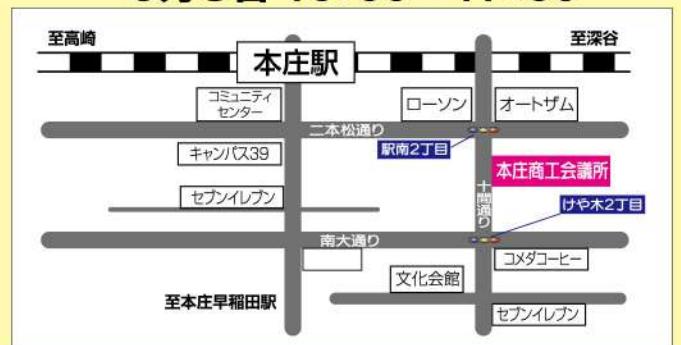 至高崎
至深谷
本庄駅
コミュニティ
センター
ローソン
オートザム
二本松通り
駅南2丁目
キャンパス39
本庄商工会議所
セブンイレブン
十間通り
けや木2丁目
南大通り
コメダコーヒー
文化会館
至本庄早稲田駅
セブンイレブン